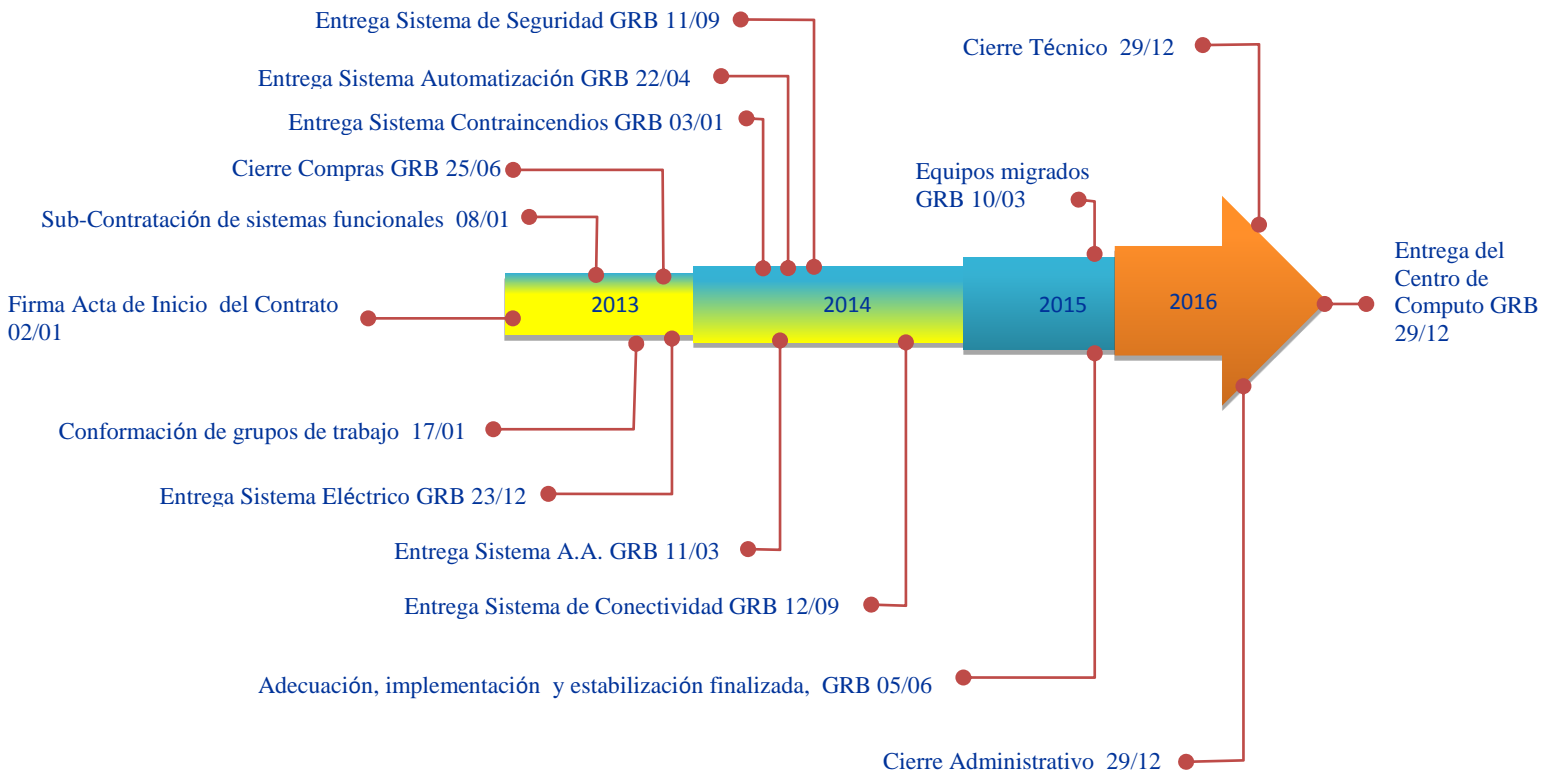 Entrega Sistema de Seguridad GRB 11/09
Cierre Técnico 29/12
Entrega Sistema Automatización GRB 22/04
Entrega Sistema Contraincendios GRB 03/01
Cierre Compras GRB 25/06
Equipos migrados
GRB 10/03
Sub-Contratación de sistemas funcionales 08/01
Firma Acta de Inicio del Contrato
02/01
2013
2014
2015
2016
Entrega del
Centro de
Computo GRB
29/12
Conformación de grupos de trabajo 17/01
Entrega Sistema Eléctrico GRB 23/12
Entrega Sistema A.A. GRB 11/03
Entrega Sistema de Conectividad GRB 12/09
Adecuación, implementación y estabilización finalizada, GRB 05/06
Cierre Administrativo 29/12